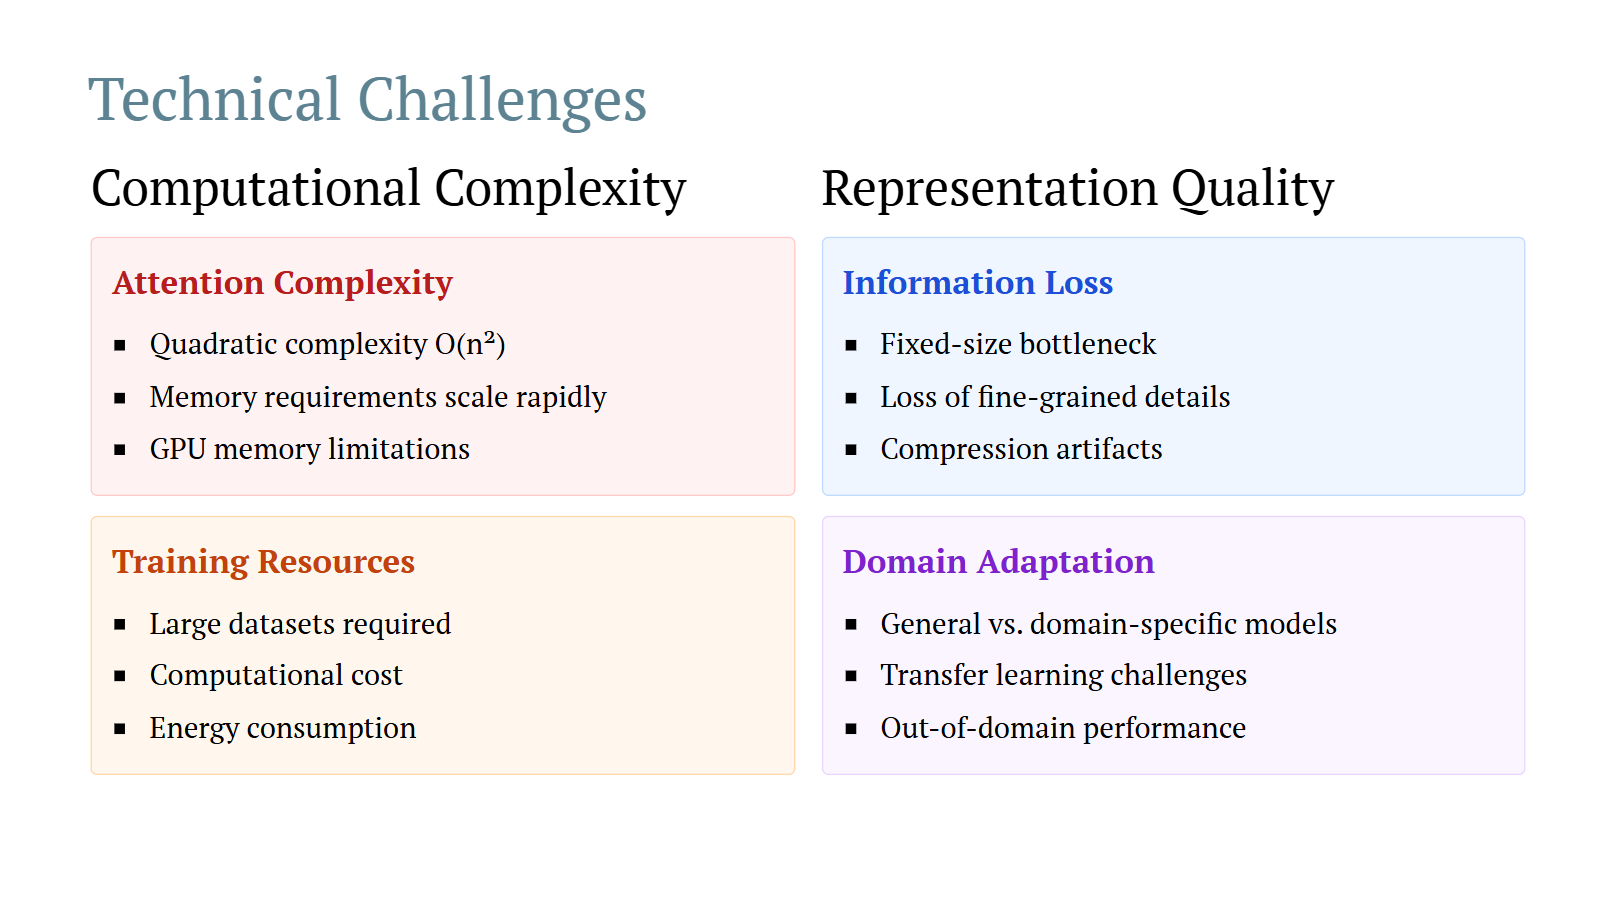 Technical Challenges
Computational Complexity
Attention Complexity
▪ Quadratic complexity O(n²)
▪ Memory requirements scale rapidly
▪ GPU memory limitations
Training Resources
▪ Large datasets required
▪ Computational cost
▪ Energy consumption
Representation Quality
Information Loss
▪ Fixed-size bottleneck
▪ Loss of fine-grained details
▪ Compression artifacts
Domain Adaptation
▪ General vs. domain-specific models
▪ Transfer learning challenges
▪ Out-of-domain performance